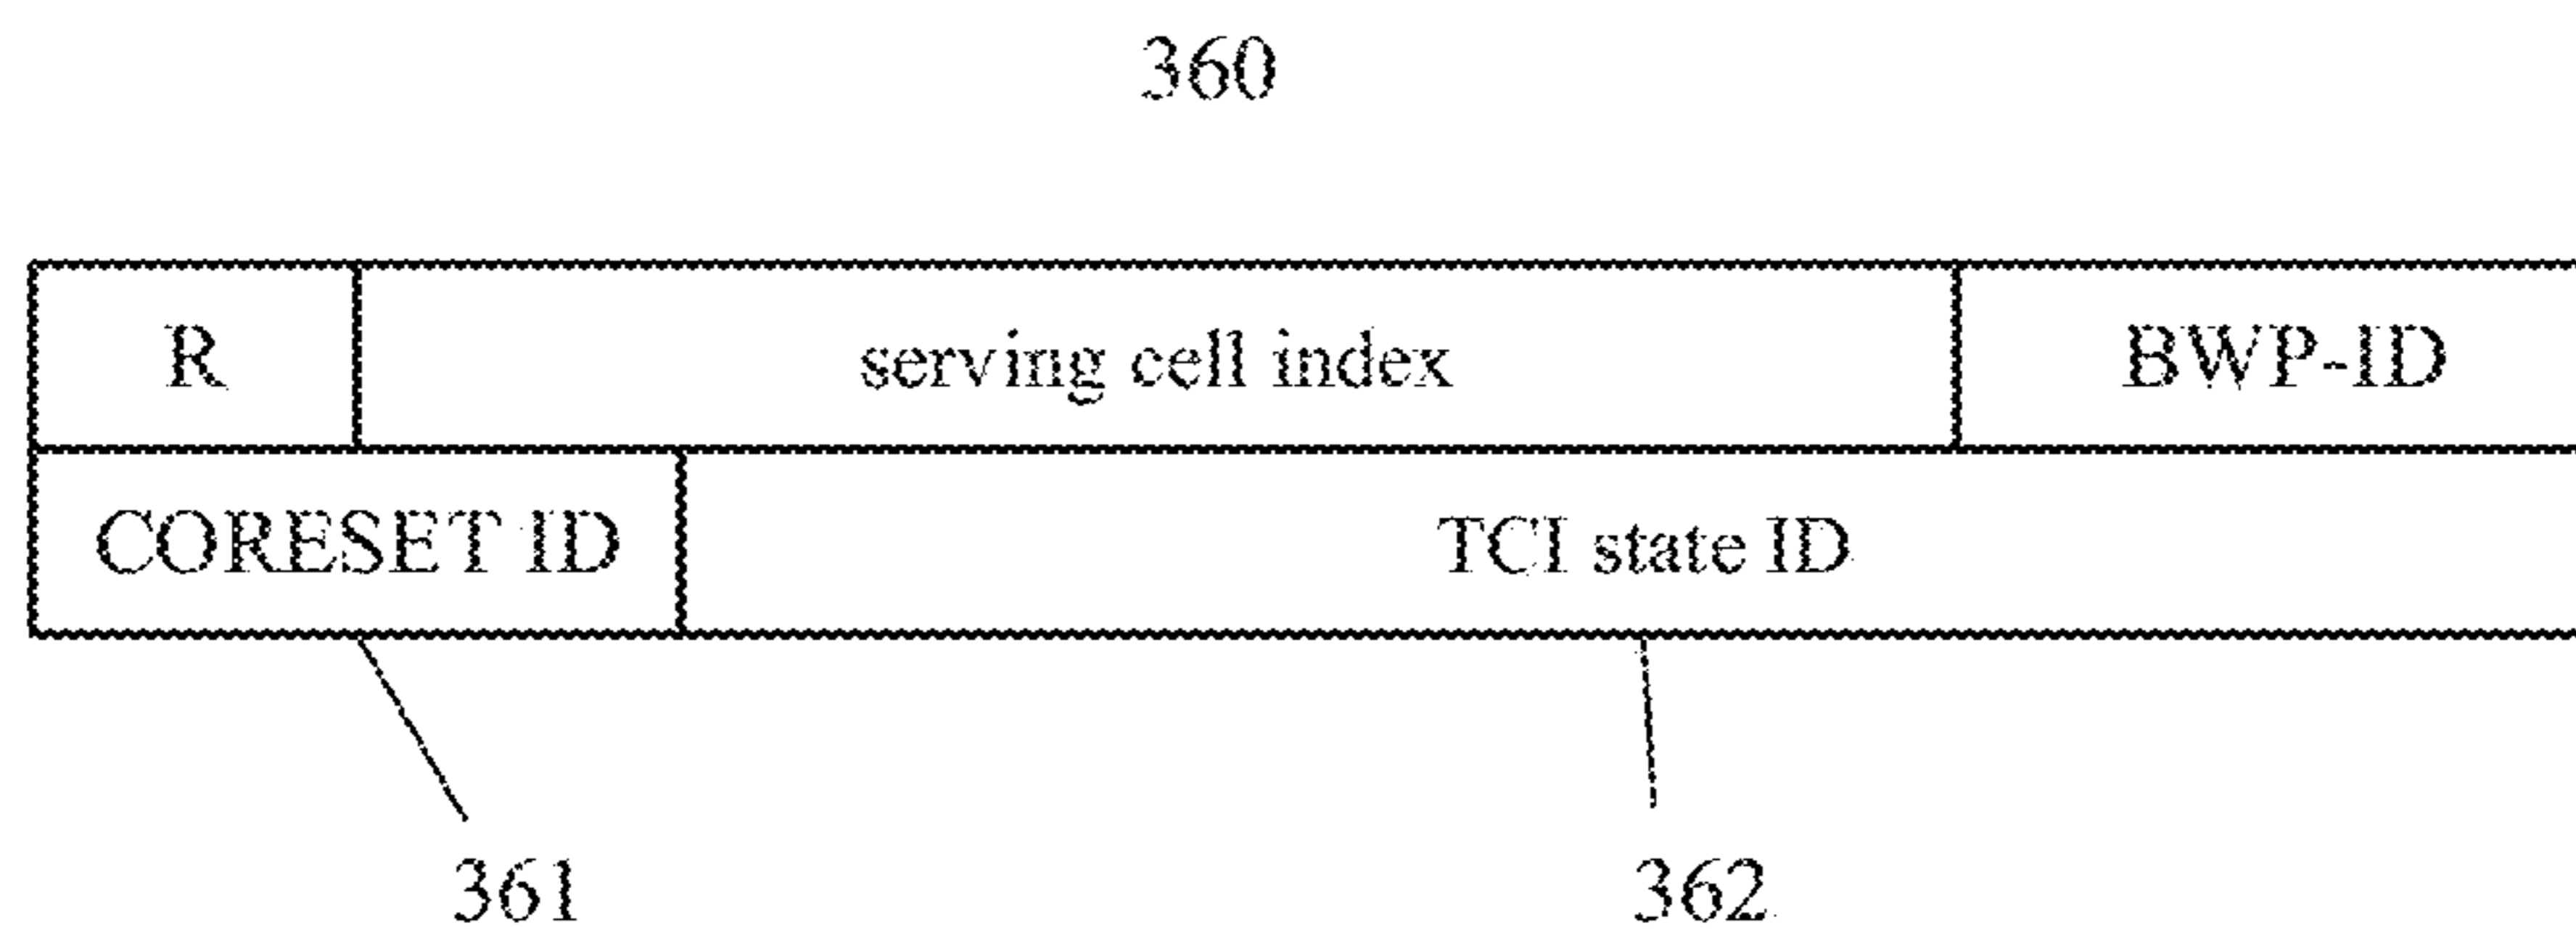 360
R serving cell index BWP-ID
CORESET ID TCI state ID
361 362